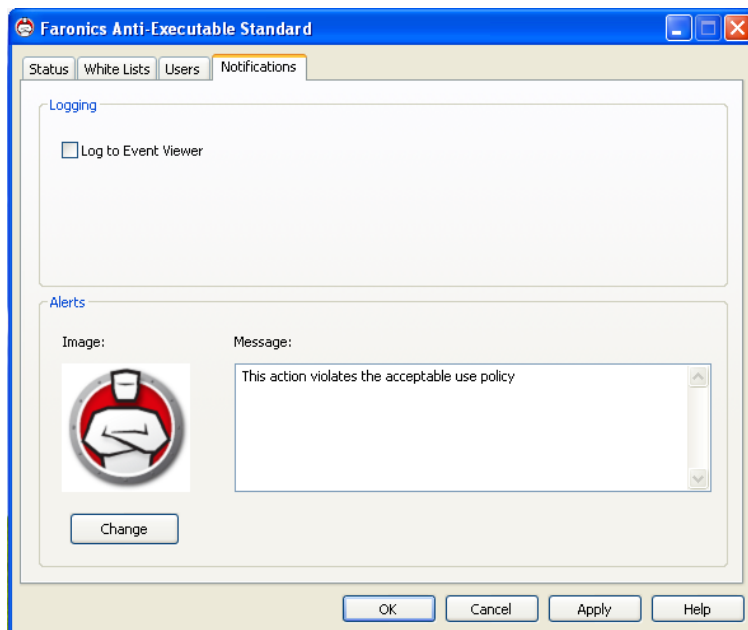 Faronics Anti-Executable Standard
Status White Lists Users Notifications
Logging
Log to Event Viewer
Alerts
Image: Message:
This action violates the acceptable use policy
Change
OK Cancel Apply Help